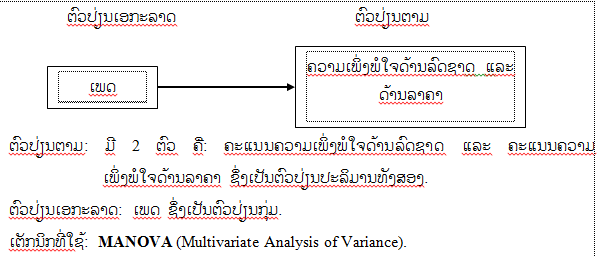 ຕົວປ່ຽນເອກະລາດ ຕົວປ່ຽນຕາມ
ເພດ
ຄວາມເພິ່ງພໍໃຈດ້ານລົດຊາດ ແລະ
ດ້ານລາຄາ
ຕົວປ່ຽນຕາມ: ມີ 2 ຕົວ ຄື: ຄະແນນຄວາມເພິ່ງພໍໃຈດ້ານລົດຊາດ ແລະ ຄະແນນຄວາມ
ເພິ່ງພໍໃຈດ້ານລາຄາ ຊຶ່ງເປັນຕົວປ່ຽນປະລິມານທັງສອງ.
ຕົວປ່ຽນເອກະລາດ: ເພດ ຊຶ່ງເປັນຕົວປ່ຽນກຸ່ມ.
ເຕັກນິກທີ່ໃຊ້: MANOVA (Multivariate Analysis of Variance).